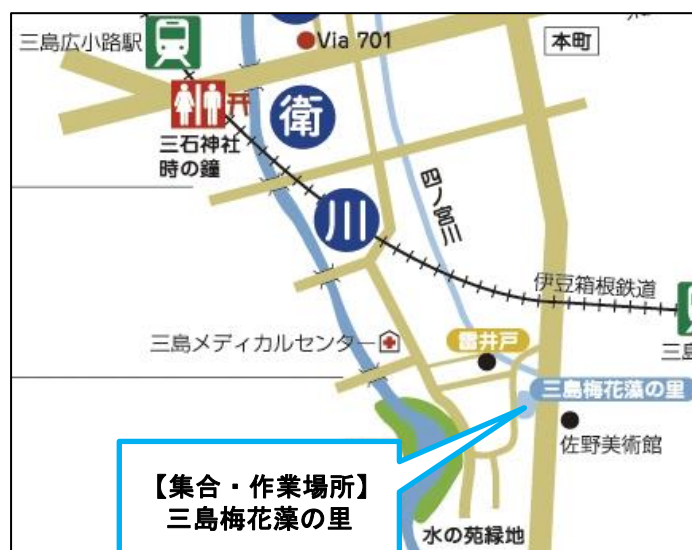 三島広小路駅
Via 701
本町
衛
三石神社
時の鐘
川
四ノ宮川
伊豆箱根鉄道
三島
三島メディカルセンター
雷井戸
三島梅花藻の里
佐野美術館
【集合・作業場所】
三島梅花藻の里
水の苑緑地